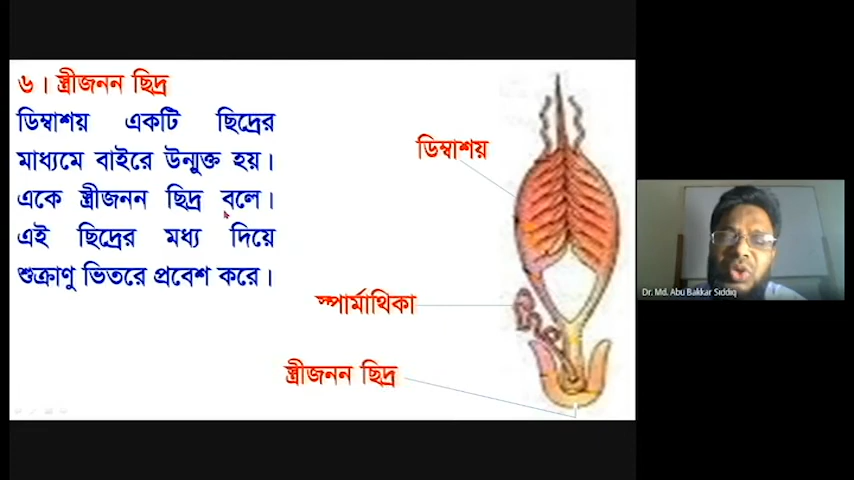 ৬। স্ত্রীজনন ছিদ্র
ডিম্বাশয় একটি ছিদ্রের
মাধ্যমে বাইরে উন্মুক্ত হয়।
একে স্ত্রীজনন ছিদ্র বলে।
এই ছিদ্রের মধ্য দিয়ে
শুক্রাণু ভিতরে প্রবেশ করে।
ডিম্বাশয়
স্পার্মাথিকা
স্ত্রীজনন ছিদ্র
Dr. Md. Abu Bakkar Siddiq